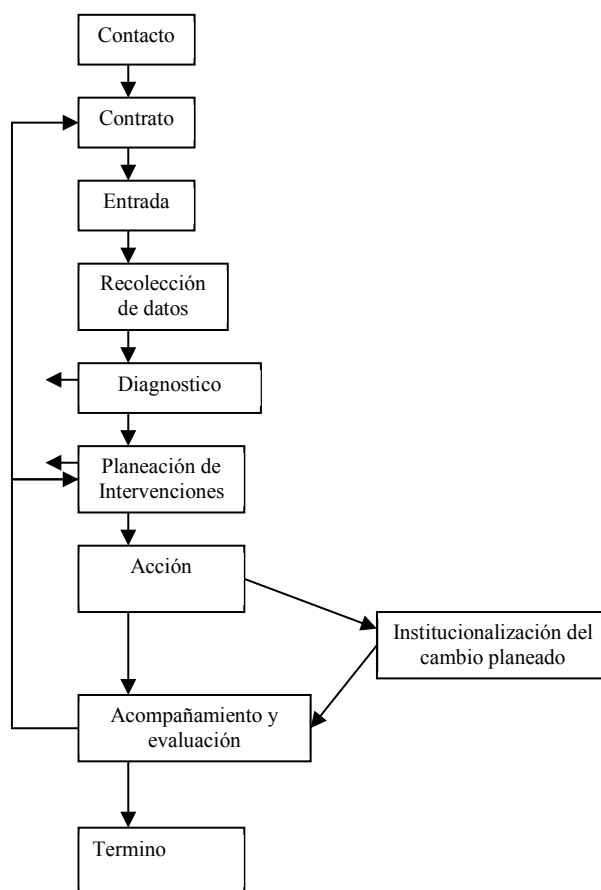 Contacto
Contrato
Entrada
Recolección
de datos
Diagnostico
Planeación de
Intervenciones
Acción
Institucionalización del
cambio planeado
Acompañamiento y
evaluación
Termino